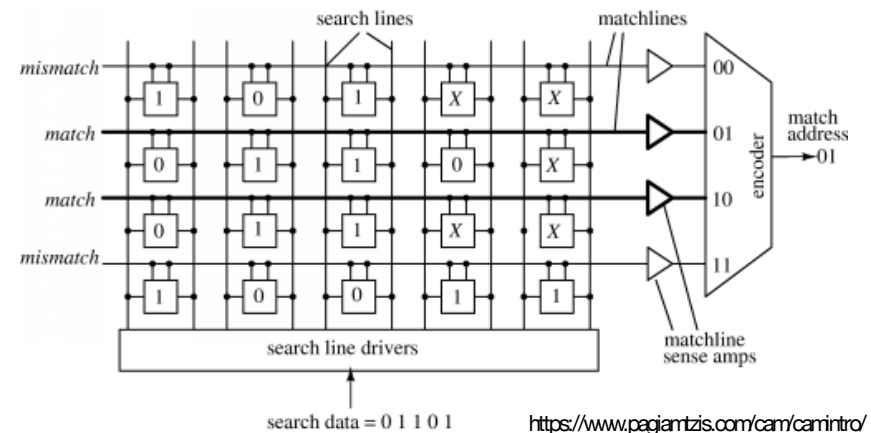 search lines
matchlines
mismatch
1 0 1 X X
00
match
0 1 1 0 X
01
encoder
match
address
01
match
0 1 1 X X
10
mismatch
1 0 0 1 1
11
search line drivers
matchline
sense amps
search data = 0 1 1 0 1
https://www.pagiamtzis.com/cam/camintro/